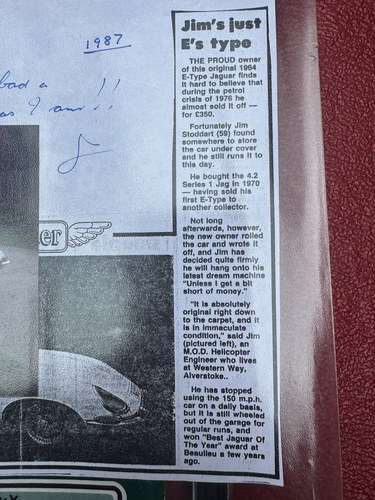 1987
bad a
as I am !!
Jim's just
E's type
THE PROUD owner
of this original 1964
E-Type Jaguar finds
it hard to believe that
during the petrol
crisis of 1976 he
almost sold it off —
for £350.
Fortunately Jim
Stoddart (59) found
somewhere to store
the car under cover
and he still runs it to
this day.
He bought the 4.2
Series 1 Jag in 1970
— having sold his
first E-Type to
another collector.
Not long
afterwards, however,
the new owner rolled
the car and wrote it
off, and Jim has
decided quite firmly
he will hang onto his
latest dream machine
"Unless I get a bit
short of money."
"It is absolutely
original right down
to the carpet, and it
is in immaculate
condition," said Jim
(pictured left), an
M.O.D. Helicopter
Engineer who lives
at Western Way,
Alverstoke..
He has stopped
using the 150 m.p.h.
car on a daily basis,
but it is still wheeled
out of the garage for
regular runs, and
won "Best Jaguar Of
The Year" award at
Beaulieu a few years
ago.
er